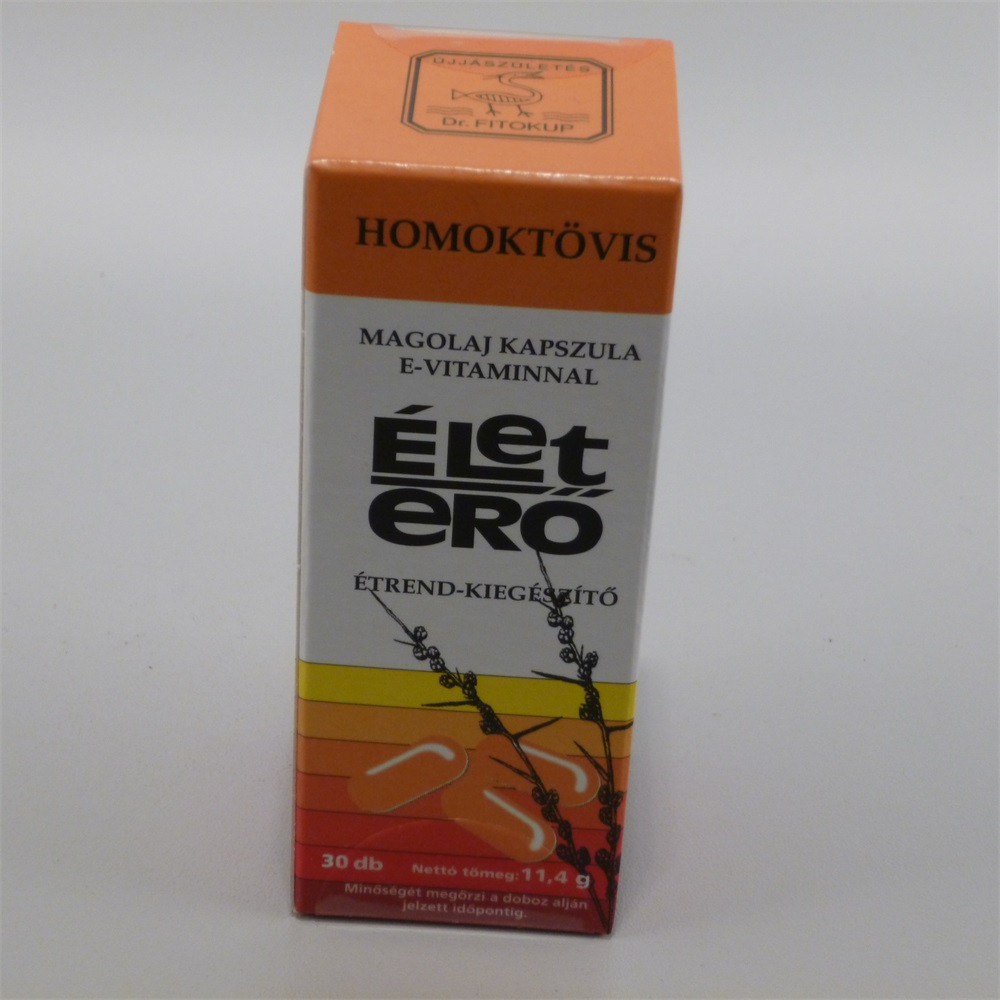 ÚJJÁSZÜLETÉS
Dr. FITOKUP
HOMOKTÖVIS
MAGOLAJ KAPSZULA
E-VITAMINNAL
ÉLet
eRŐ
ÉTREND-KIEGÉSZÍTŐ
30 db Nettó tömeg: 11,4 g
Minőségét megőrzi a doboz alján
jelzett időpontig.